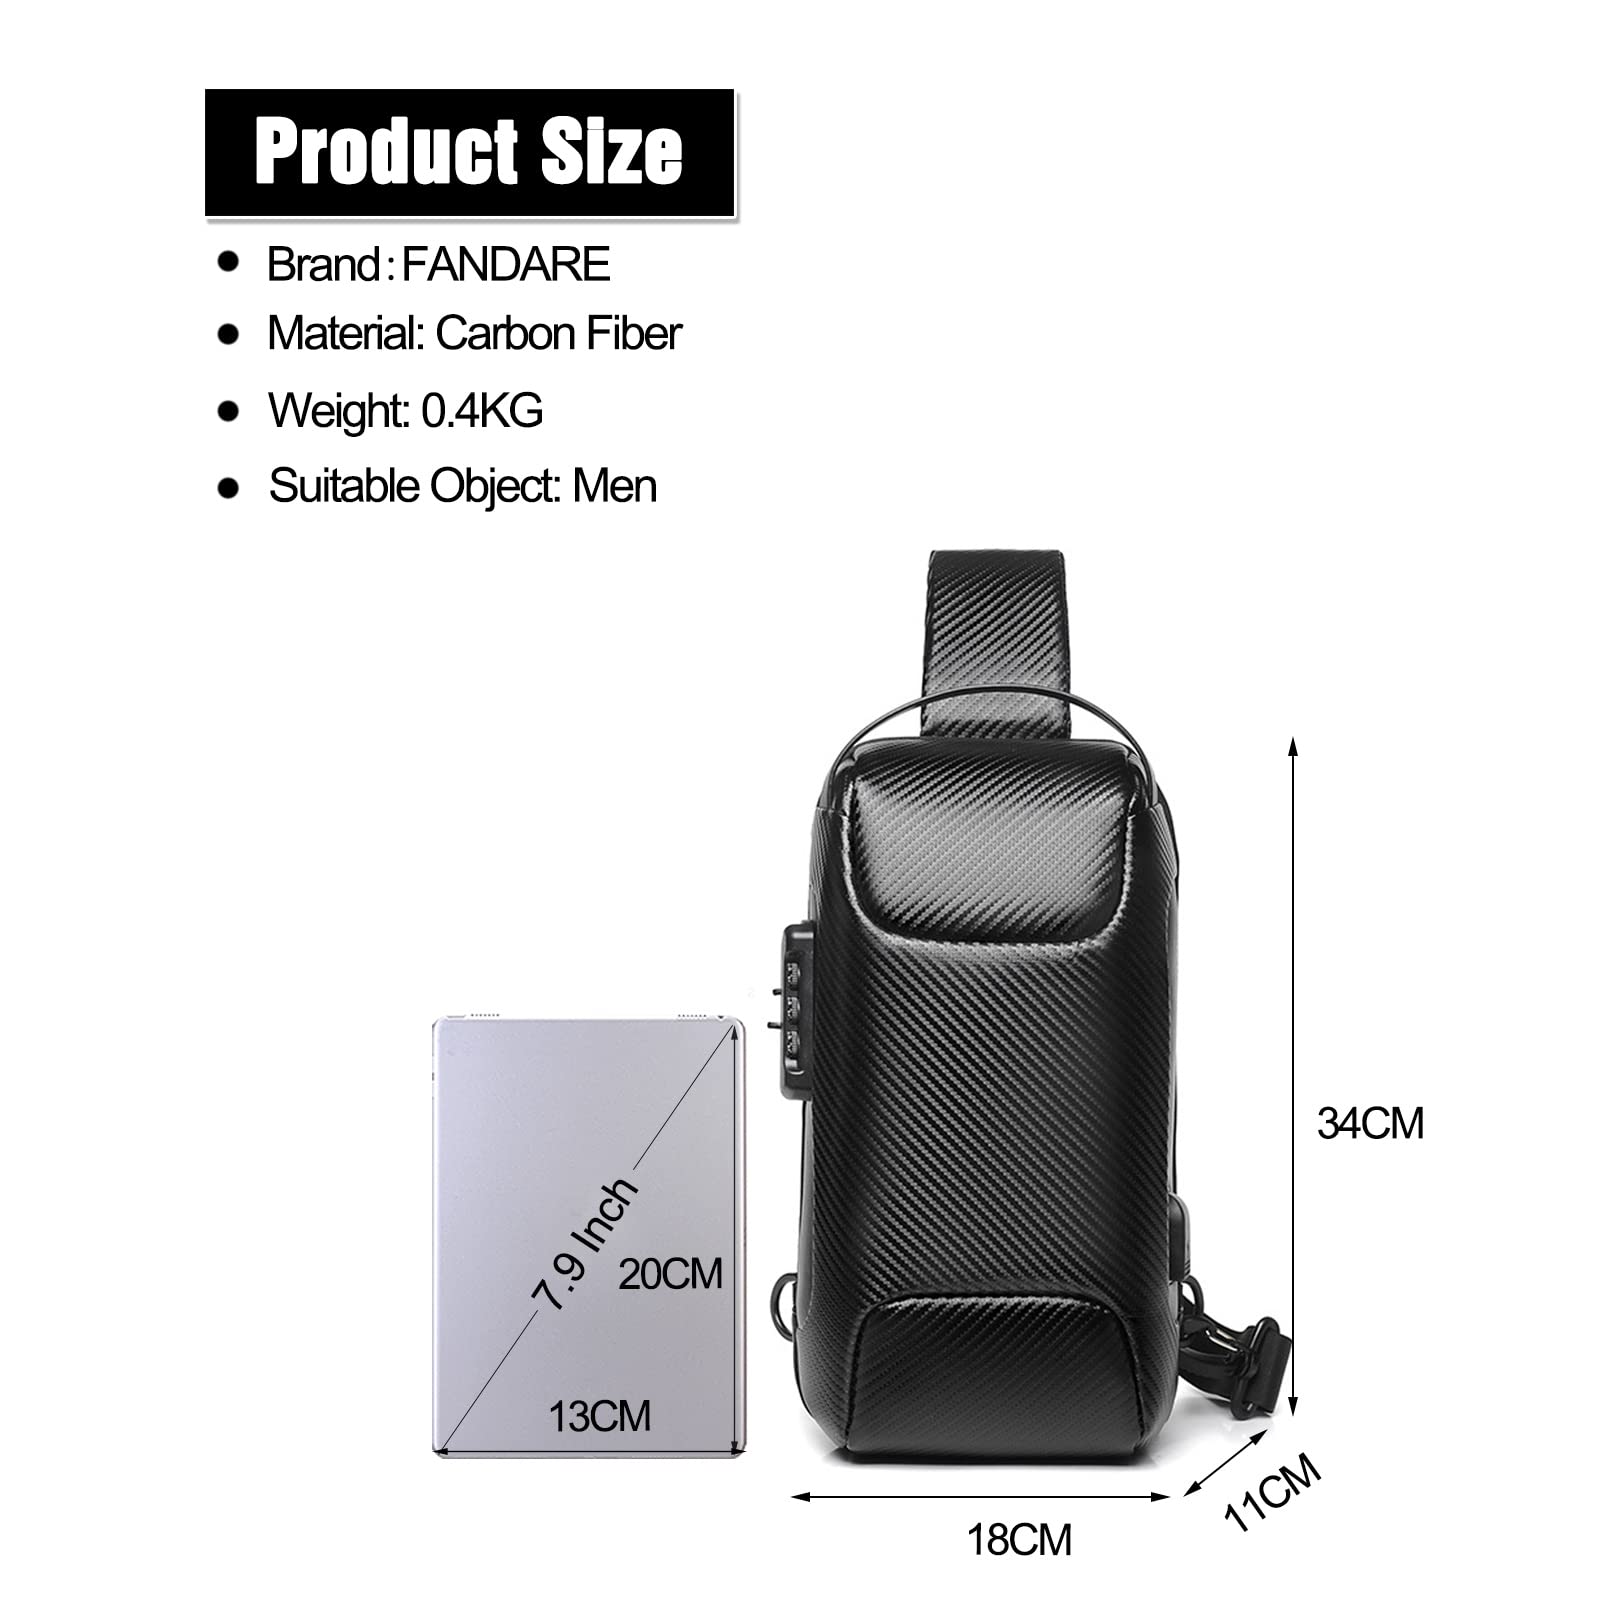 Product Size
● Brand:FANDARE
● Material: Carbon Fiber
● Weight: 0.4KG
● Suitable Object: Men
34CM
7.9 Inch
20CM
13CM
11CM
18CM